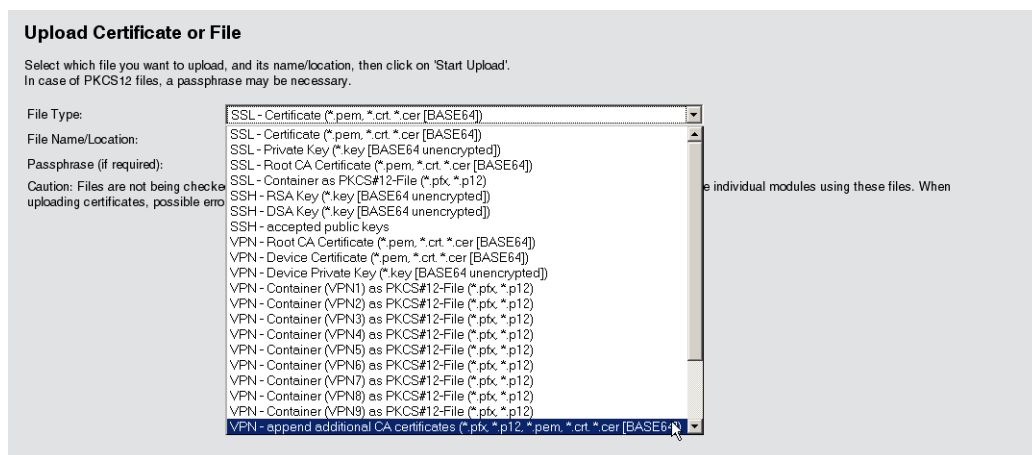 Upload Certificate or File
Select which file you want to upload, and its name/location, then click on 'Start Upload'.
In case of PKCS12 files, a passphrase may be necessary.
File Type:
SSL - Certificate (*.pem, *.crt. *.cer [BASE64])
File Name/Location:
Passphrase (if required):
Caution: Files are not being checke
e individual modules using these files. When
uploading certificates, possible erro
SSL - Certificate (*.pem, *.crt. *.cer [BASE64])
SSL - Private Key (*.key [BASE64 unencrypted])
SSL - Root CA Certificate (*.pem, *.crt. *.cer [BASE64])
SSL - Container as PKCS#12-File (*.pfx, *.p12)
SSH - RSA Key (*.key [BASE64 unencrypted])
SSH - DSA Key (*.key [BASE64 unencrypted])
SSH - accepted public keys
VPN - Root CA Certificate (*.pem, *.crt. *.cer [BASE64])
VPN - Device Certificate (*.pem, *.crt. *.cer [BASE64])
VPN - Device Private Key (*.key [BASE64 unencrypted])
VPN - Container (VPN1) as PKCS#12-File (*.pfx, *.p12)
VPN - Container (VPN2) as PKCS#12-File (*.pfx, *.p12)
VPN - Container (VPN3) as PKCS#12-File (*.pfx, *.p12)
VPN - Container (VPN4) as PKCS#12-File (*.pfx, *.p12)
VPN - Container (VPN5) as PKCS#12-File (*.pfx, *.p12)
VPN - Container (VPN6) as PKCS#12-File (*.pfx, *.p12)
VPN - Container (VPN7) as PKCS#12-File (*.pfx, *.p12)
VPN - Container (VPN8) as PKCS#12-File (*.pfx, *.p12)
VPN - Container (VPN9) as PKCS#12-File (*.pfx, *.p12)
VPN - append additional CA certificates (*.pfx, *.p12, *.pem, *.crt. *.cer [BASE64])